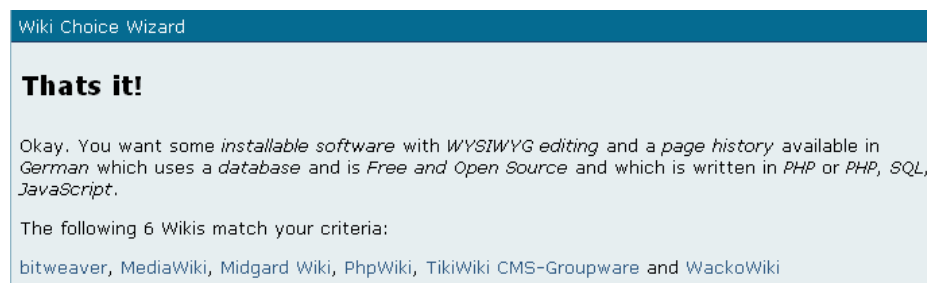 Wiki Choice Wizard
Thats it!
Okay. You want some installable software with WYSIWYG editing and a page history available in
German which uses a database and is Free and Open Source and which is written in PHP or PHP, SQL,
JavaScript.
The following 6 Wikis match your criteria:
bitweaver, MediaWiki, Midgard Wiki, PhpWiki, TikiWiki CMS-Groupware and WackoWiki